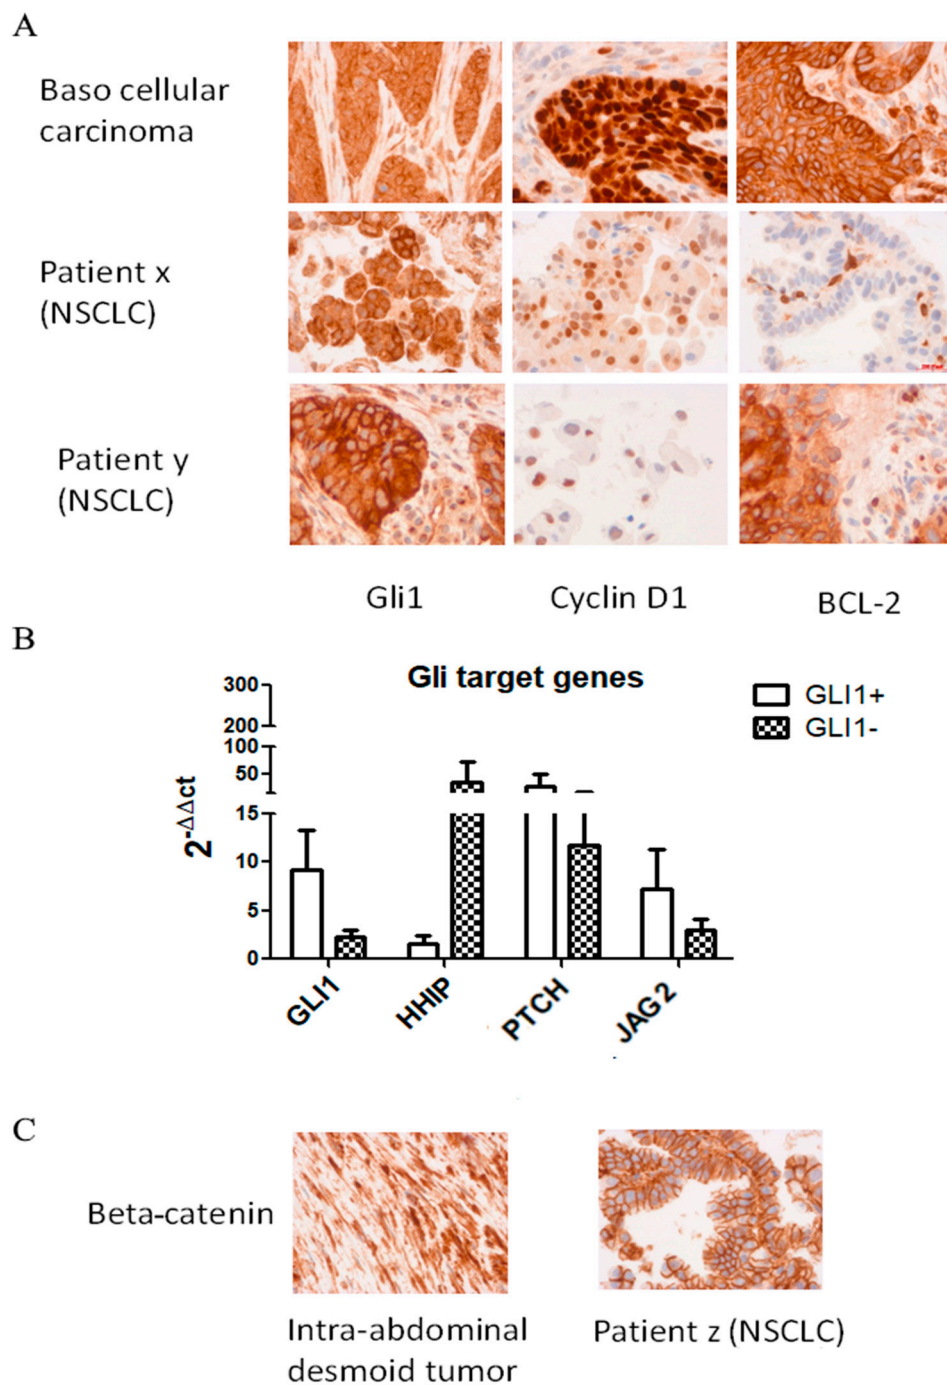 A
Baso cellular
carcinoma
Patient x
(NSCLC)
Patient y
(NSCLC)
Gli1
Cyclin D1
BCL-2
B
Gli target genes
GLI1+
GLI1-
2-ΔΔct
300
200
100
50
15
10
5
0
GLI1
HHIP
PTCH
JAG2
C
Beta-catenin
Intra-abdominal
desmoid tumor
Patient z (NSCLC)